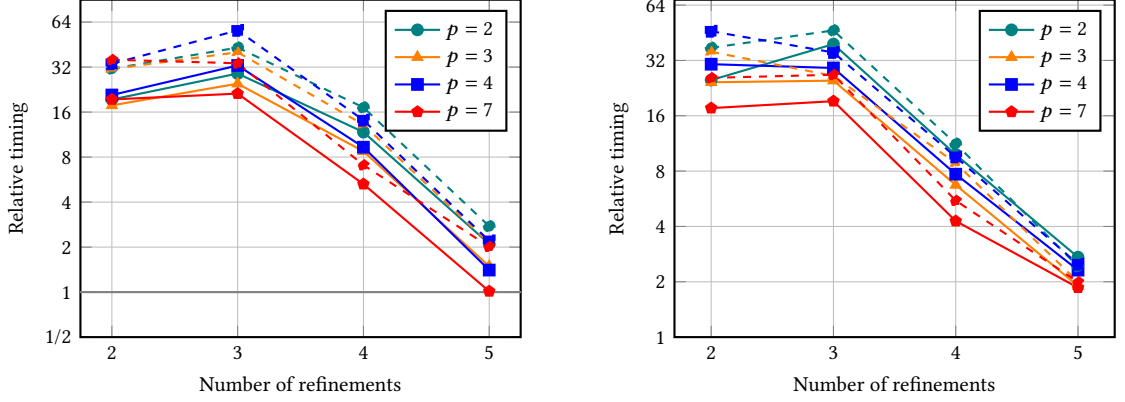 64
32
16
8
4
2
1
1/2
2
3
4
5
Relative timing
Number of refinements
p = 2
p = 3
p = 4
p = 7
64
32
16
8
4
2
1
2
3
4
5
Relative timing
Number of refinements
p = 2
p = 3
p = 4
p = 7